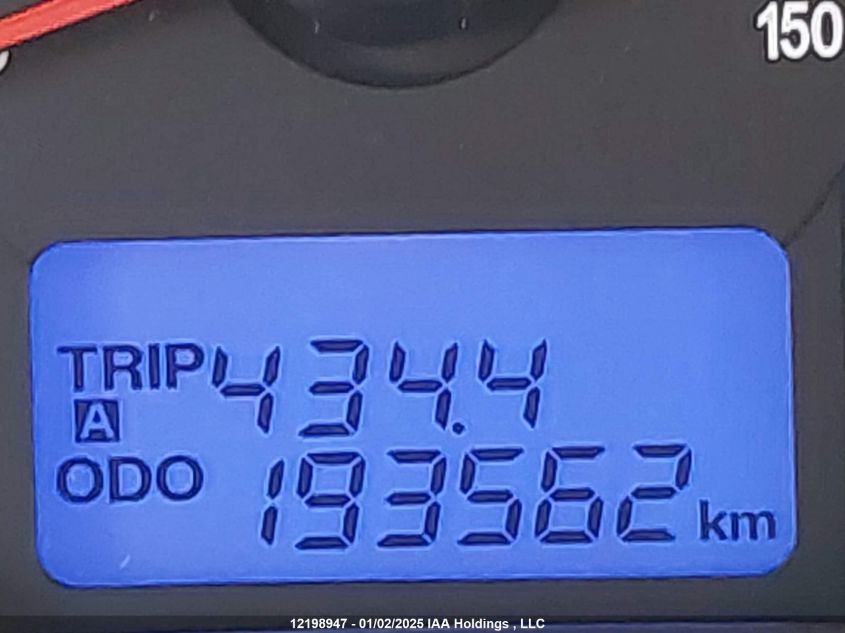 150
TRIP 434.4
A
ODO 193562 km
12198947 - 01/02/2025 IAA Holdings , LLC